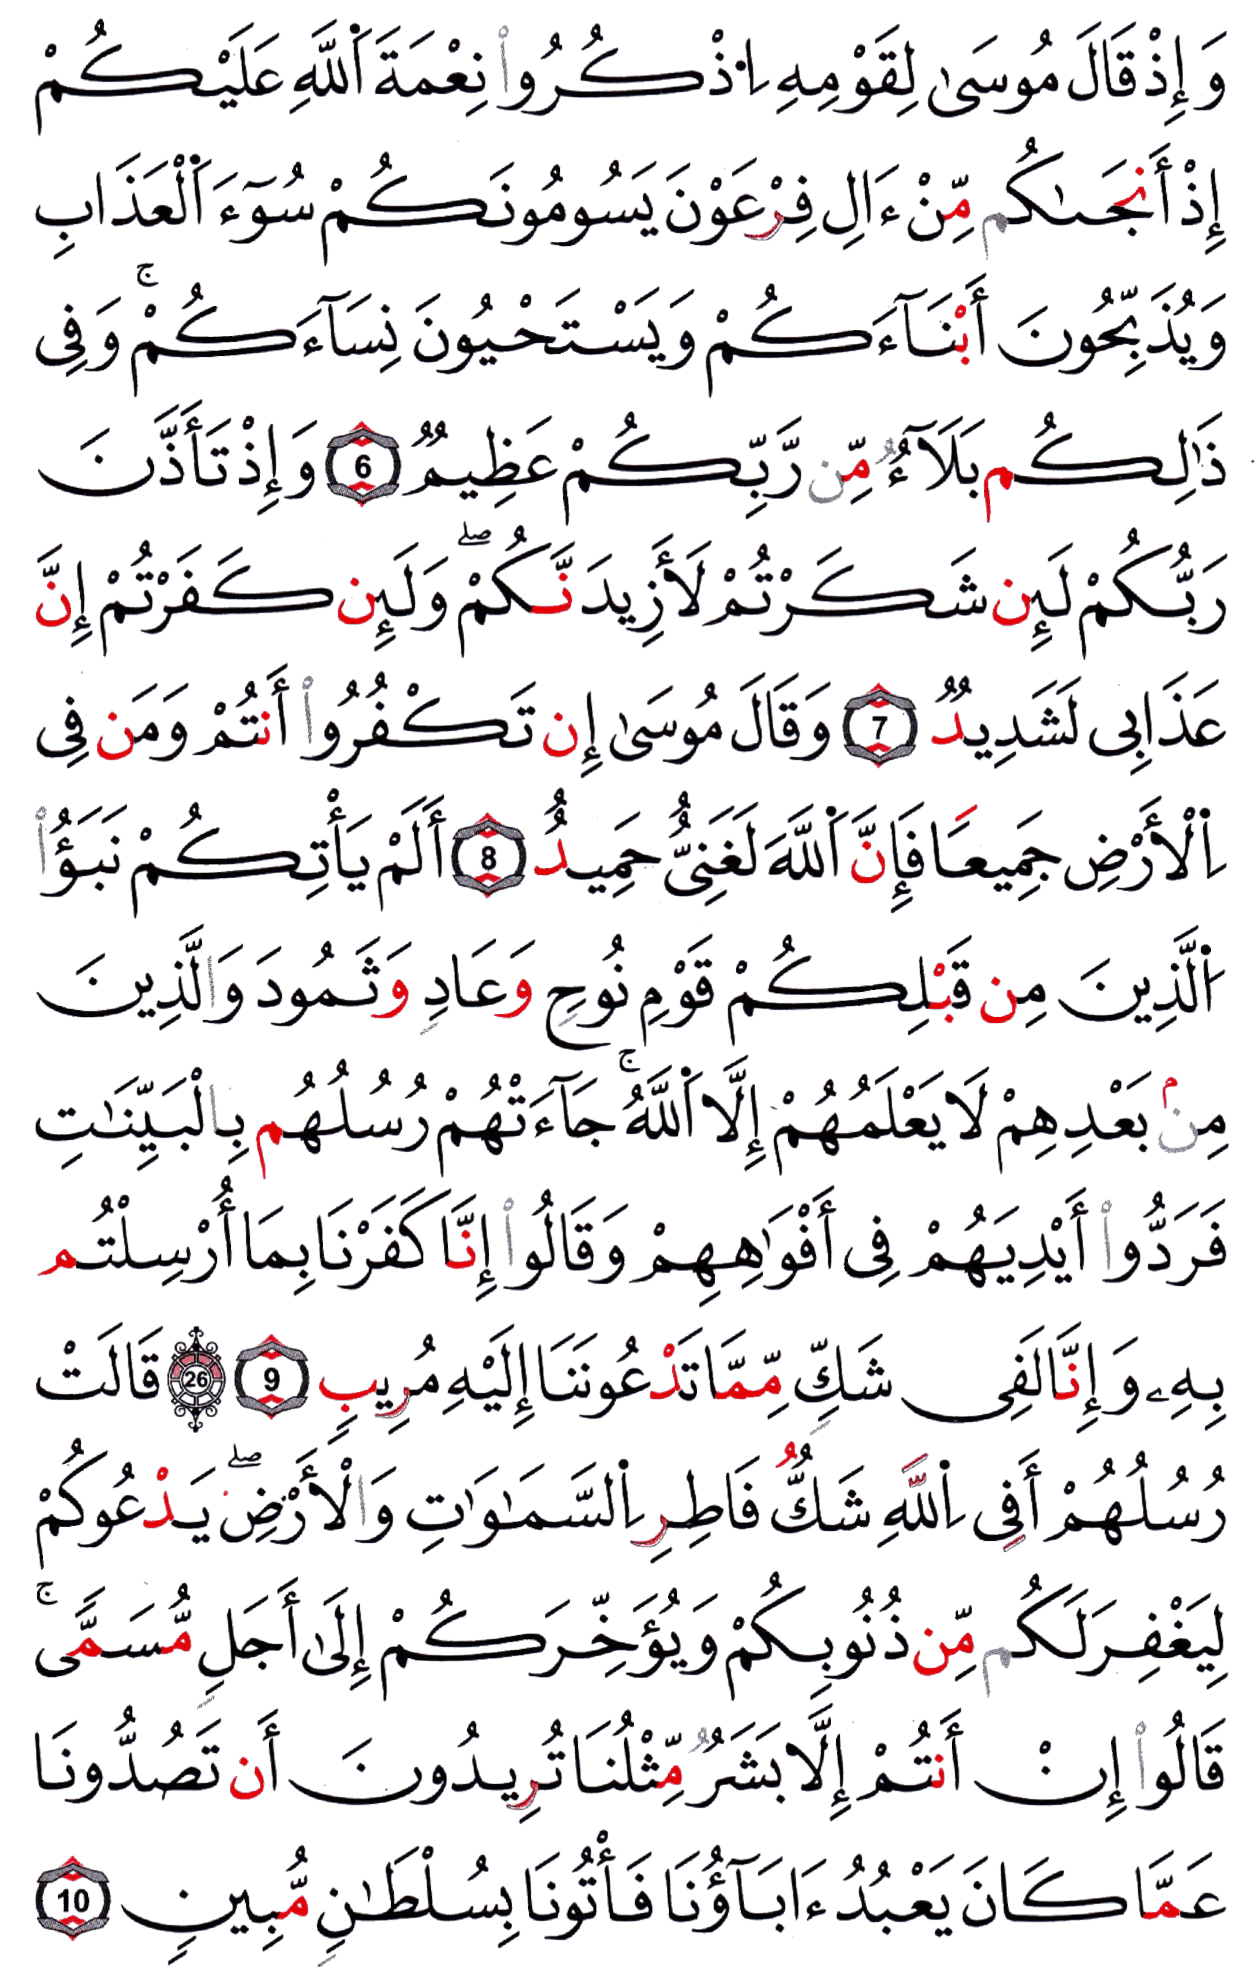 وَإِذْ قَالَ مُوسَىٰ لِقَوْمِهِ ٱذْكُرُوا۟ نِعْمَةَ ٱللَّهِ عَلَيْكُمْ
إِذْ أَنجَىٰكُم مِّنْ ءَالِ فِرْعَوْنَ يَسُومُونَكُمْ سُوٓءَ ٱلْعَذَابِ
وَيُذَبِّحُونَ أَبْنَآءَكُمْ وَيَسْتَحْيُونَ نِسَآءَكُمْ ۚ وَفِى
ذَٰلِكُم بَلَآءٌ مِّن رَّبِّكُمْ عَظِيمٌ 6 وَإِذْ تَأَذَّنَ
رَبُّكُمْ لَئِن شَكَرْتُمْ لَأَزِيدَنَّكُمْ ۖ وَلَئِن كَفَرْتُمْ إِنَّ
عَذَابِى لَشَدِيدٌ 7 وَقَالَ مُوسَىٰ إِن تَكْفُرُوا۟ أَنتُمْ وَمَن فِى
ٱلْأَرْضِ جَمِيعًا فَإِنَّ ٱللَّهَ لَغَنِىٌّ حَمِيدٌ 8 أَلَمْ يَأْتِكُمْ نَبَؤُا۟
ٱلَّذِينَ مِن قَبْلِكُمْ قَوْمِ نُوحٍ وَعَادٍ وَثَمُودَ وَٱلَّذِينَ
مِنۢ بَعْدِهِمْ لَا يَعْلَمُهُمْ إِلَّا ٱللَّهُ ۚ جَآءَتْهُمْ رُسُلُهُم بِٱلْبَيِّنَٰتِ
فَرَدُّوٓا۟ أَيْدِيَهُمْ فِىٓ أَفْوَٰهِهِمْ وَقَالُوٓا۟ إِنَّا كَفَرْنَا بِمَآ أُرْسِلْتُم
بِهِۦ وَإِنَّا لَفِى شَكٍّ مِّمَّا تَدْعُونَنَآ إِلَيْهِ مُرِيبٍ 9 26 قَالَتْ
رُسُلُهُمْ أَفِى ٱللَّهِ شَكٌّ فَاطِرِ ٱلسَّمَٰوَٰتِ وَٱلْأَرْضِ ۖ يَدْعُوكُمْ
لِيَغْفِرَ لَكُم مِّن ذُنُوبِكُمْ وَيُؤَخِّرَكُمْ إِلَىٰٓ أَجَلٍ مُّسَمًّى ۚ
قَالُوٓا۟ إِنْ أَنتُمْ إِلَّا بَشَرٌ مِّثْلُنَا تُرِيدُونَ أَن تَصُدُّونَا
عَمَّا كَانَ يَعْبُدُ ءَابَآؤُنَا فَأْتُونَا بِسُلْطَٰنٍ مُّبِينٍ 10